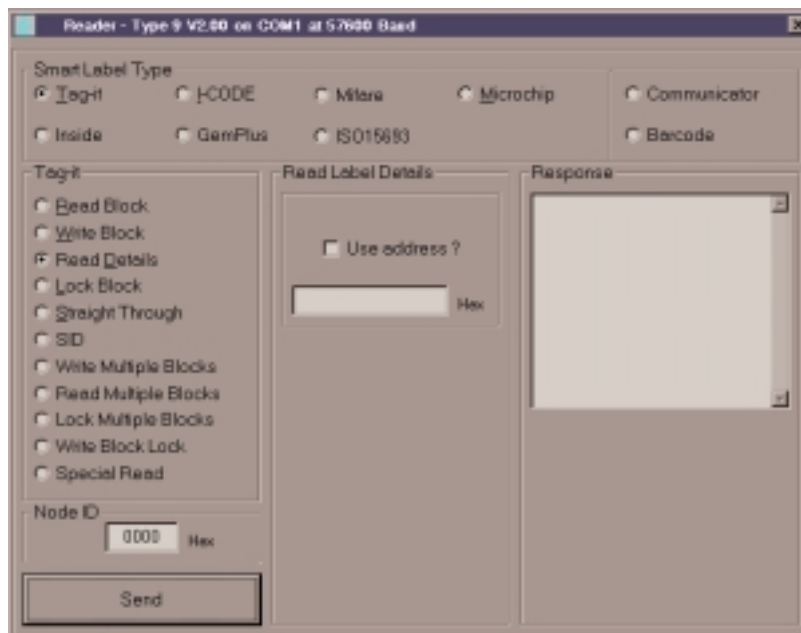 Reader - Type 9 V2.00 on COM1 at 57600 Baud
Smart Label Type
Tag-it I-CODE Mifare Microchip Communicator
Inside GemPlus ISO15693 Barcode
Tag-it
Read Block
Write Block
Read Details
Lock Block
Straight Through
SID
Write Multiple Blocks
Read Multiple Blocks
Lock Multiple Blocks
Write Block Lock
Special Read
Node ID
0000 Hex
Send
Read Label Details
Use address ?
Hex
Response